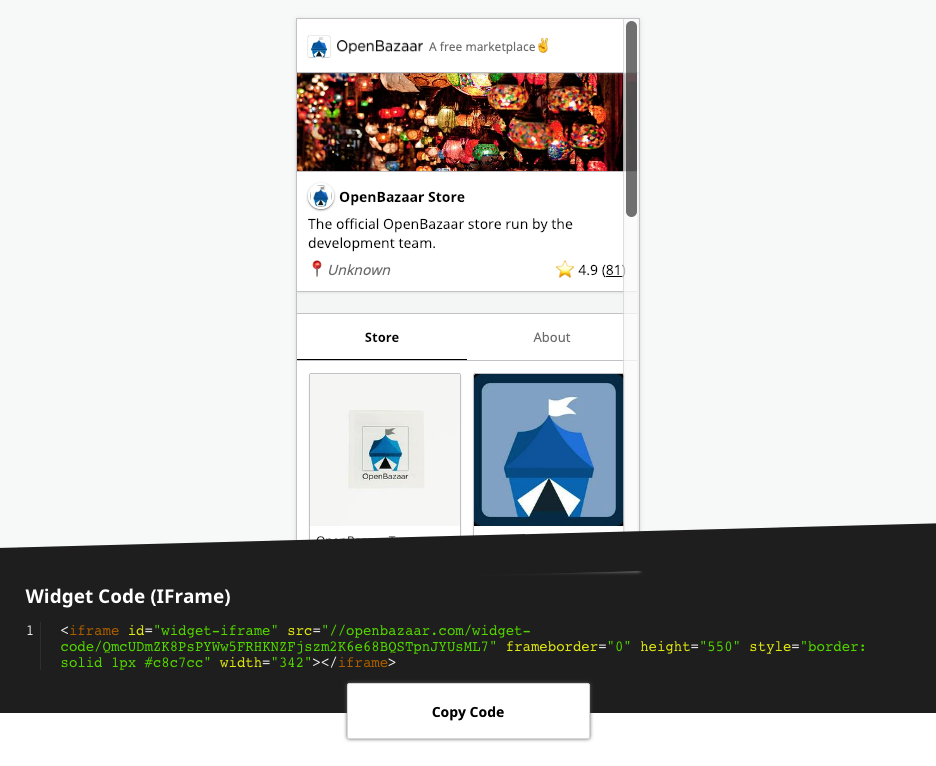 OpenBazaar A free marketplace✌
OpenBazaar Store
The official OpenBazaar store run by the
development team.
Unknown
4.9 (81)
Store About
OpenBazaar
Widget Code (IFrame)
1 <iframe id="widget-iframe" src="//openbazaar.com/widget-
code/QmcUDmZK8PsPYWw5FRHKNZFjszm2K6e68BQSTpnJYUsML7" frameborder="0" height="550" style="border:
solid 1px #c8c7cc" width="342"></iframe>
Copy Code